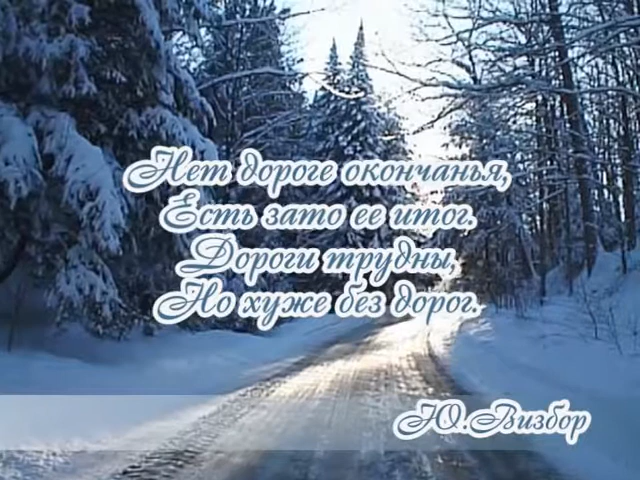 Нет дороге окончанья,
Есть зато ее итог.
Дороги трудны,
Но хуже без дорог.
Ю.Визбор